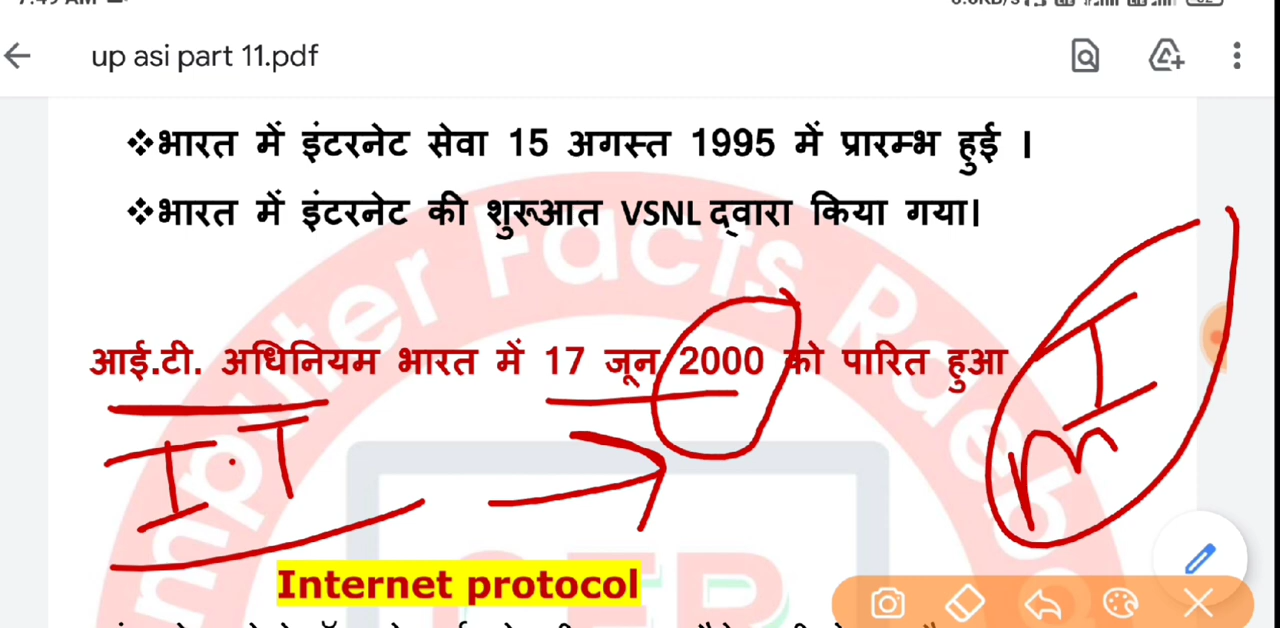 up asi part 11.pdf
❖भारत में इंटरनेट सेवा 15 अगस्त 1995 में प्रारम्भ हुई ।
❖भारत में इंटरनेट की शुरूआत VSNL द्वारा किया गया।
आई.टी. अधिनियम भारत में 17 जून 2000 को पारित हुआ
I.T
Internet protocol